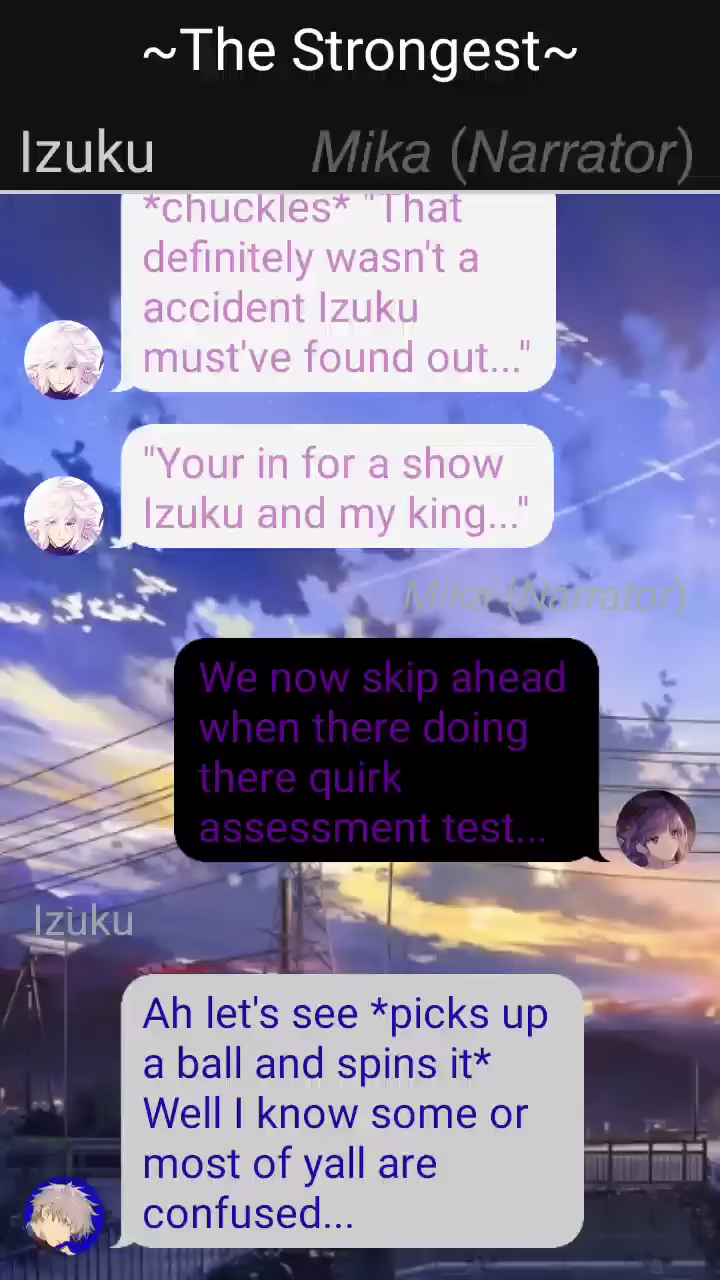 ~The Strongest~
Izuku
Mika (Narrator)
*chuckles* "That
definitely wasn't a
accident Izuku
must've found out..."
"Your in for a show
Izuku and my king..."
Mika (Narrator)
We now skip ahead
when there doing
there quirk
assessment test...
Izuku
Ah let's see *picks up
a ball and spins it*
Well I know some or
most of yall are
confused...